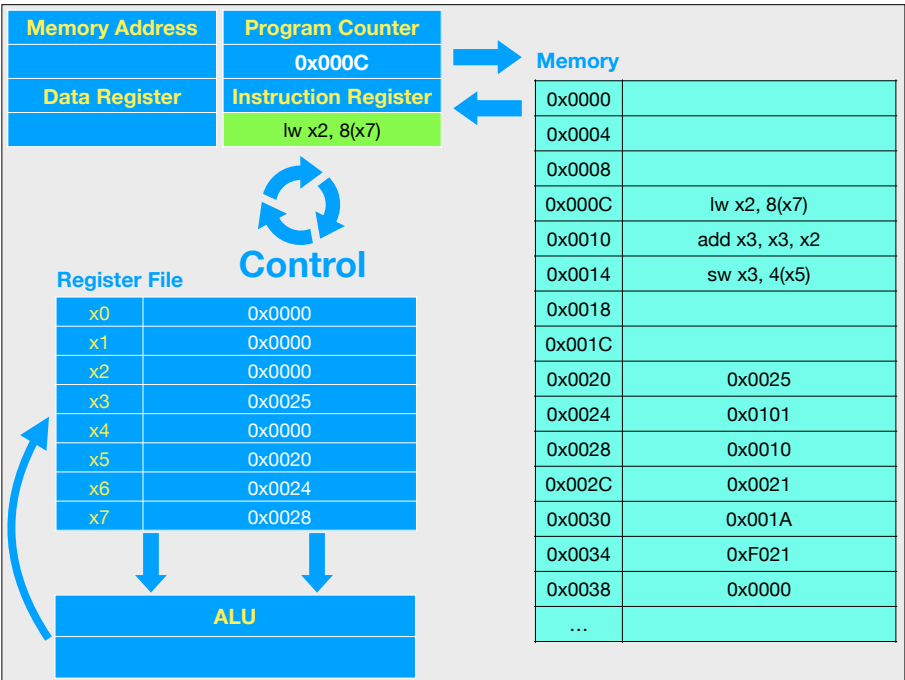 Memory Address Program Counter
0x000C
Data Register Instruction Register
lw x2, 8(x7)
Control
Register File
x0 0x0000
x1 0x0000
x2 0x0000
x3 0x0025
x4 0x0000
x5 0x0020
x6 0x0024
x7 0x0028
ALU
Memory
0x0000
0x0004
0x0008
0x000C lw x2, 8(x7)
0x0010 add x3, x3, x2
0x0014 sw x3, 4(x5)
0x0018
0x001C
0x0020 0x0025
0x0024 0x0101
0x0028 0x0010
0x002C 0x0021
0x0030 0x001A
0x0034 0xF021
0x0038 0x0000
…